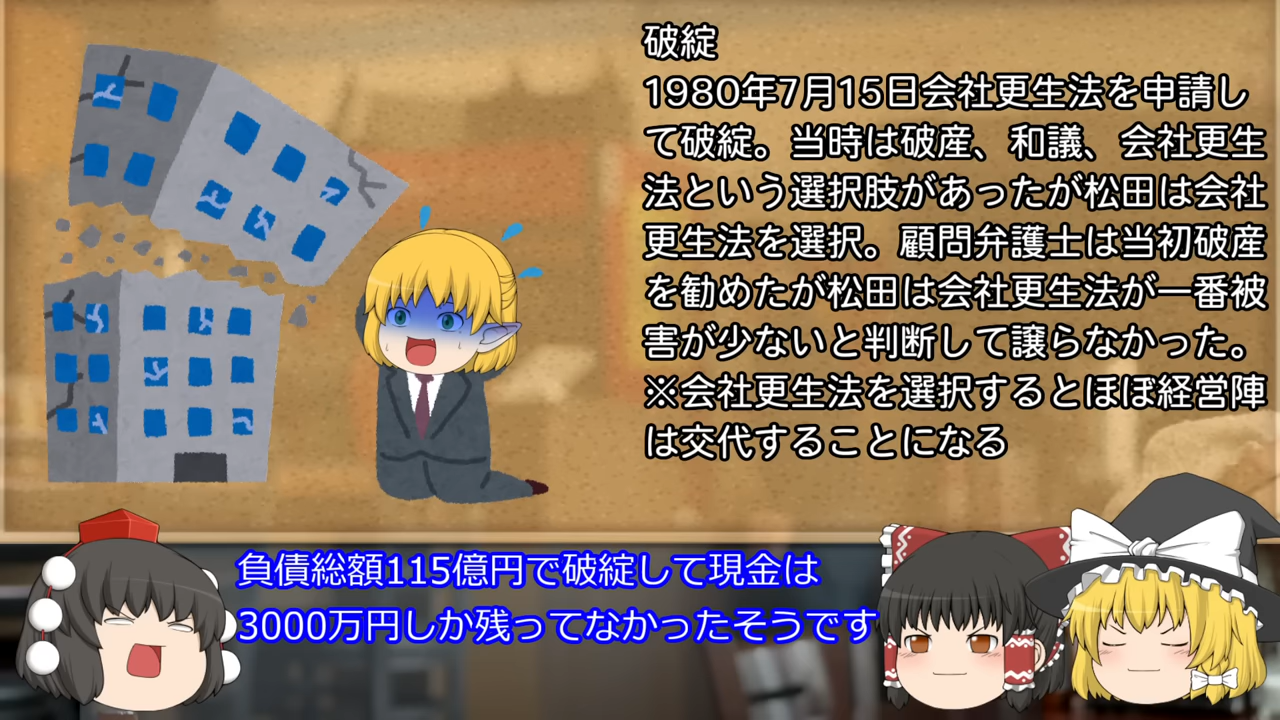 破綻
1980年7月15日会社更生法を申請し
て破綻。当時は破産、和議、会社更生
法という選択肢があったが松田は会社
更生法を選択。顧問弁護士は当初破産
を勧めたが松田は会社更生法が一番被
害が少ないと判断して譲らなかった。
※会社更生法を選択するとほぼ経営陣
は交代することになる
負債総額115億円で破綻して現金は
3000万円しか残ってなかったそうです